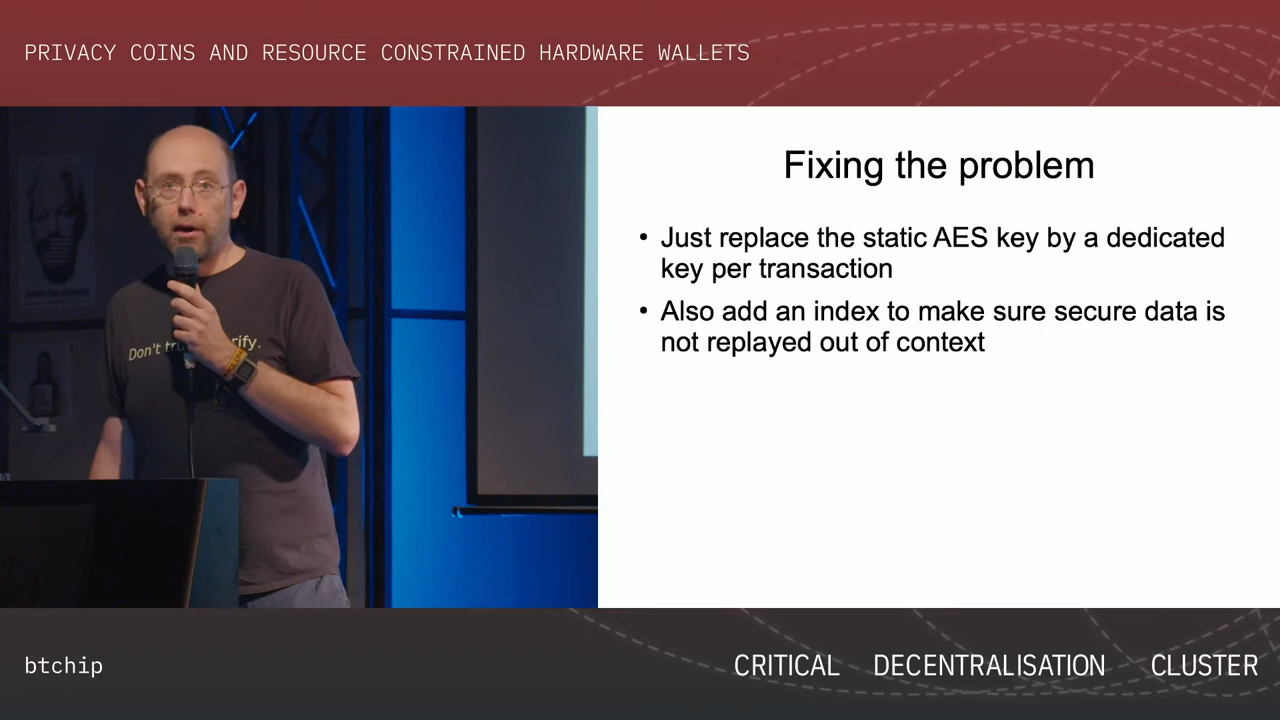 PRIVACY COINS AND RESOURCE CONSTRAINED HARDWARE WALLETS
Fixing the problem
• Just replace the static AES key by a dedicated
key per transaction
• Also add an index to make sure secure data is
not replayed out of context
Don't
btchip
CRITICAL DECENTRALISATION CLUSTER